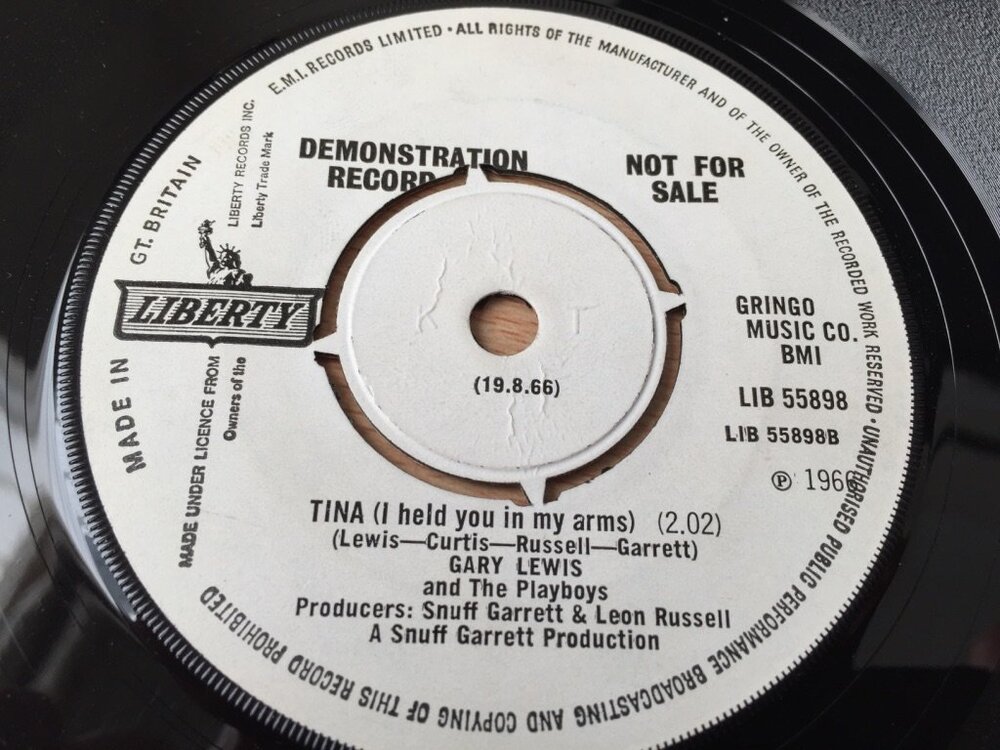 E.M.I. RECORDS LIMITED · ALL RIGHTS OF THE MANUFACTURER AND OF THE OWNER OF THE RECORDED WORK RESERVED · UNAUTHORISED PUBLIC PERFORMANCE BROADCASTING AND COPYING OF THIS RECORD PROHIBITED
MADE IN GT. BRITAIN
MADE UNDER LICENCE FROM LIBERTY RECORDS INC.
Owners of the Liberty Trade Mark
LIBERTY
DEMONSTRATION
RECORD
NOT FOR
SALE
GRINGO
MUSIC CO.
BMI
LIB 55898
LIB 55898B
℗ 1966
(19.8.66)
TINA (I held you in my arms) (2.02)
(Lewis—Curtis—Russell—Garrett)
GARY LEWIS
and The Playboys
Producers: Snuff Garrett & Leon Russell
A Snuff Garrett Production